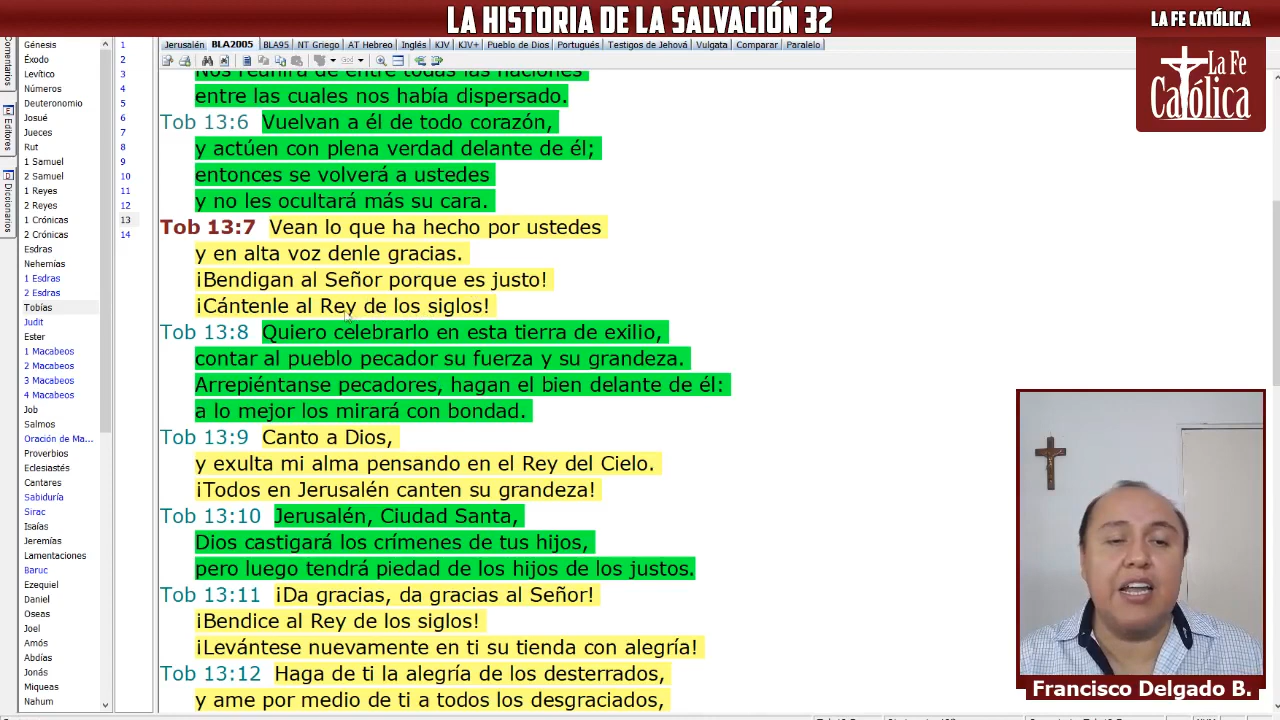 LA HISTORIA DE LA SALVACIÓN 32
LA FE CATÓLICA
La Fe
Católica
Comentarios
Editores
Diccionarios
Jerusalén BLA2005 BLA95 NT Griego AT Hebreo Inglés KJV KJV+ Pueblo de Dios Portugués Testigos de Jehová Vulgata Comparar Paralelo
Génesis
Éxodo
Levítico
Números
Deuteronomio
Josué
Jueces
Rut
1 Samuel
2 Samuel
1 Reyes
2 Reyes
1 Crónicas
2 Crónicas
Esdras
Nehemías
1 Esdras
2 Esdras
Tobías
Judit
Ester
1 Macabeos
2 Macabeos
3 Macabeos
4 Macabeos
Job
Salmos
Oración de Ma...
Proverbios
Eclesiastés
Cantares
Sabiduría
Sirac
Isaías
Jeremías
Lamentaciones
Baruc
Ezequiel
Daniel
Oseas
Joel
Amós
Abdías
Jonás
Miqueas
Nahum
1
2
3
4
5
6
7
8
9
10
11
12
13
14
Nos reunirá de entre todas las naciones
entre las cuales nos había dispersado.
Tob 13:6 Vuelvan a él de todo corazón,
y actúen con plena verdad delante de él;
entonces se volverá a ustedes
y no les ocultará más su cara.
Tob 13:7 Vean lo que ha hecho por ustedes
y en alta voz denle gracias.
¡Bendigan al Señor porque es justo!
¡Cántenle al Rey de los siglos!
Tob 13:8 Quiero celebrarlo en esta tierra de exilio,
contar al pueblo pecador su fuerza y su grandeza.
Arrepiéntanse pecadores, hagan el bien delante de él:
a lo mejor los mirará con bondad.
Tob 13:9 Canto a Dios,
y exulta mi alma pensando en el Rey del Cielo.
¡Todos en Jerusalén canten su grandeza!
Tob 13:10 Jerusalén, Ciudad Santa,
Dios castigará los crímenes de tus hijos,
pero luego tendrá piedad de los hijos de los justos.
Tob 13:11 ¡Da gracias, da gracias al Señor!
¡Bendice al Rey de los siglos!
¡Levántese nuevamente en ti su tienda con alegría!
Tob 13:12 Haga de ti la alegría de los desterrados,
y ame por medio de ti a todos los desgraciados,
Francisco Delgado B.